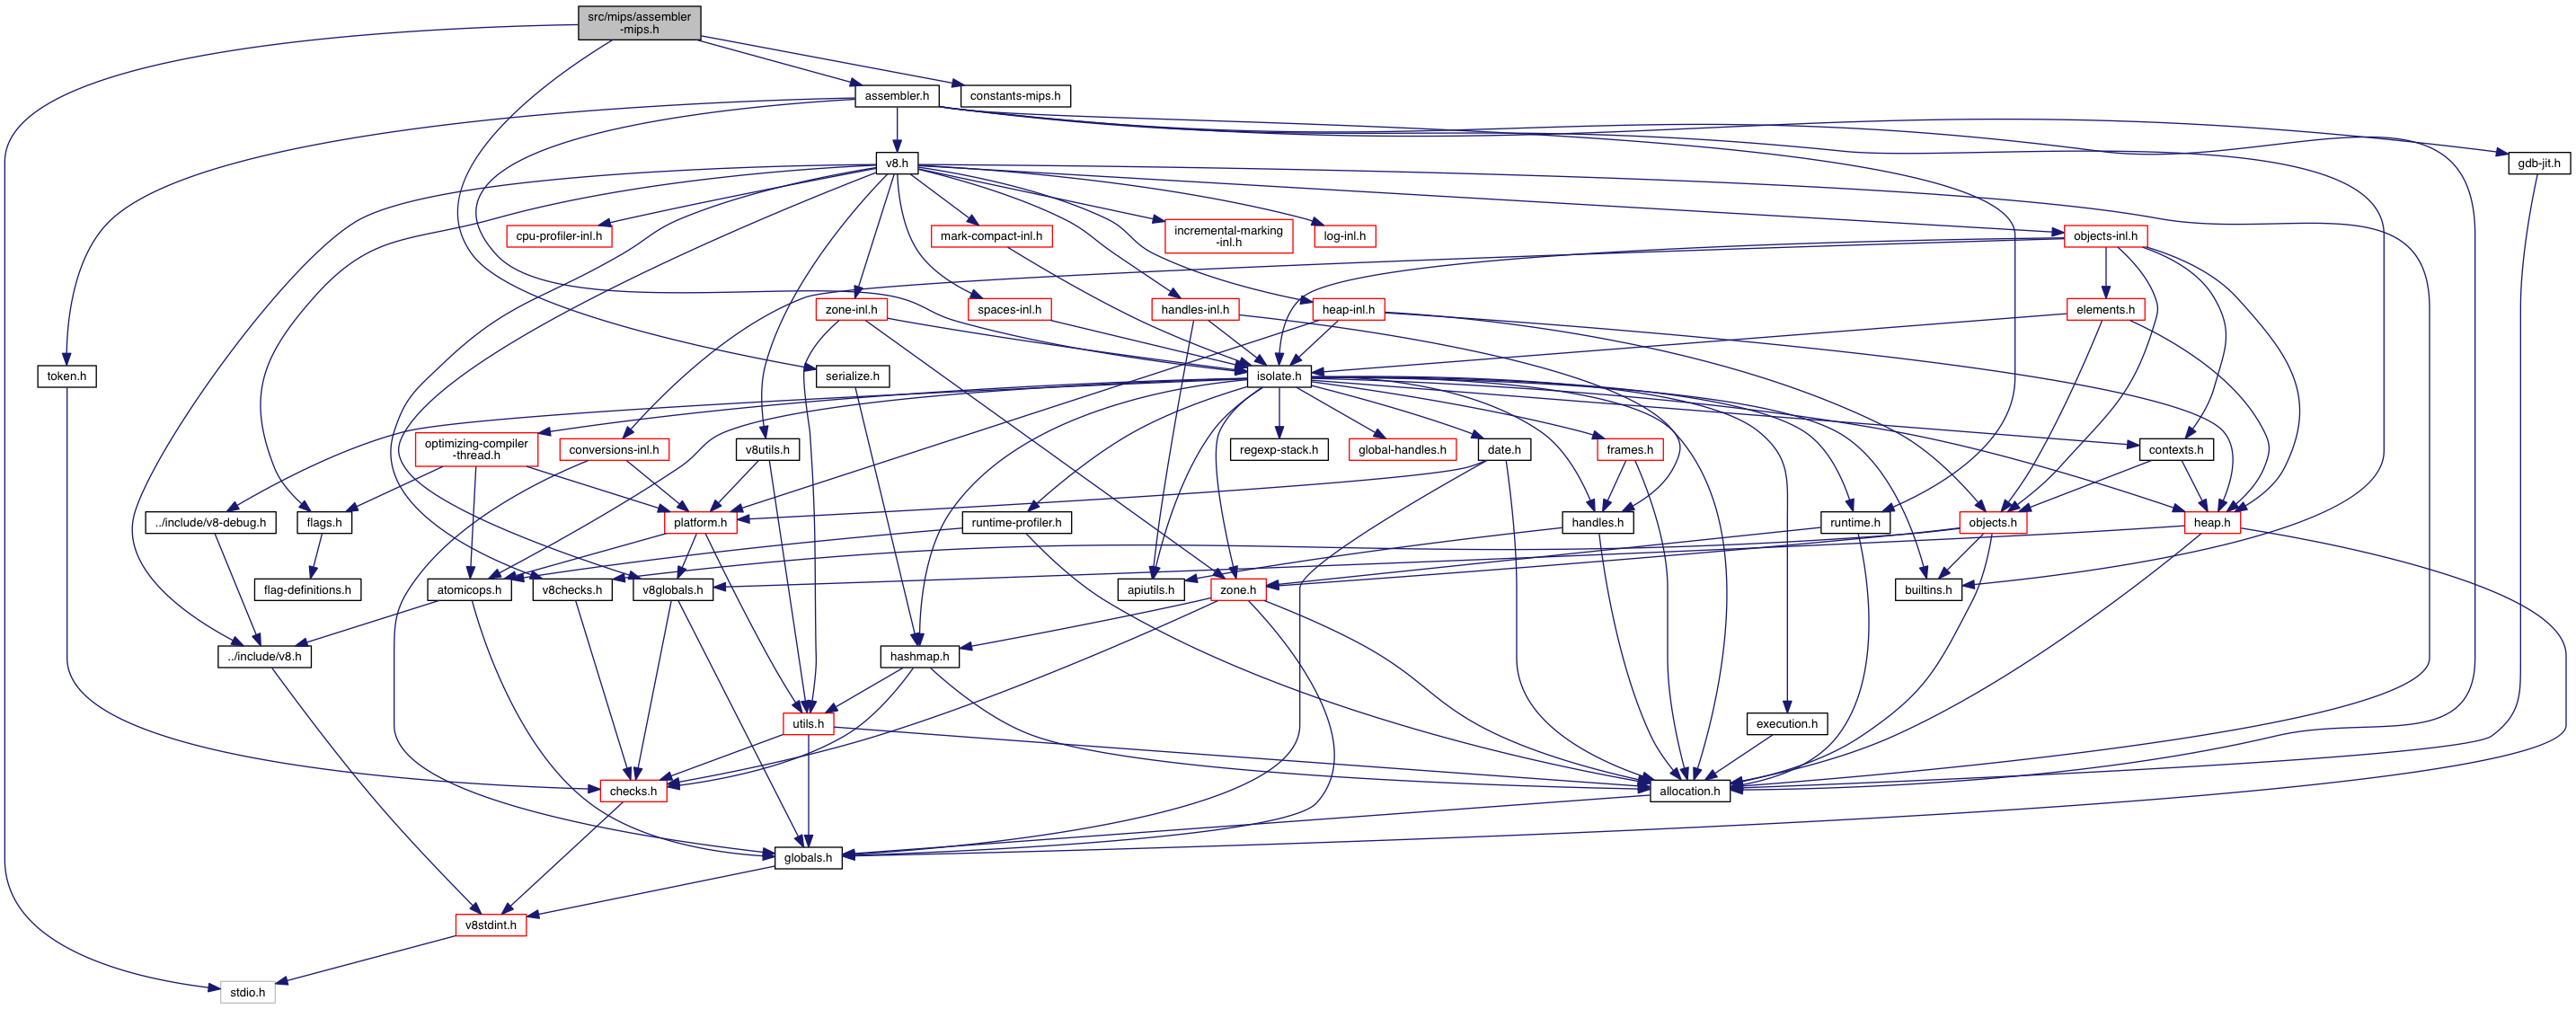 src/mips/assembler
-mips.h
assembler.h
constants-mips.h
v8.h
gdb-jit.h
cpu-profiler-inl.h
mark-compact-inl.h
incremental-marking
-inl.h
log-inl.h
objects-inl.h
zone-inl.h
spaces-inl.h
handles-inl.h
heap-inl.h
elements.h
token.h
serialize.h
isolate.h
optimizing-compiler
-thread.h
conversions-inl.h
v8utils.h
regexp-stack.h
global-handles.h
date.h
frames.h
contexts.h
../include/v8-debug.h
flags.h
platform.h
runtime-profiler.h
handles.h
runtime.h
objects.h
heap.h
flag-definitions.h
atomicops.h
v8checks.h
v8globals.h
apiutils.h
zone.h
builtins.h
../include/v8.h
hashmap.h
utils.h
execution.h
checks.h
allocation.h
globals.h
v8stdint.h
stdio.h